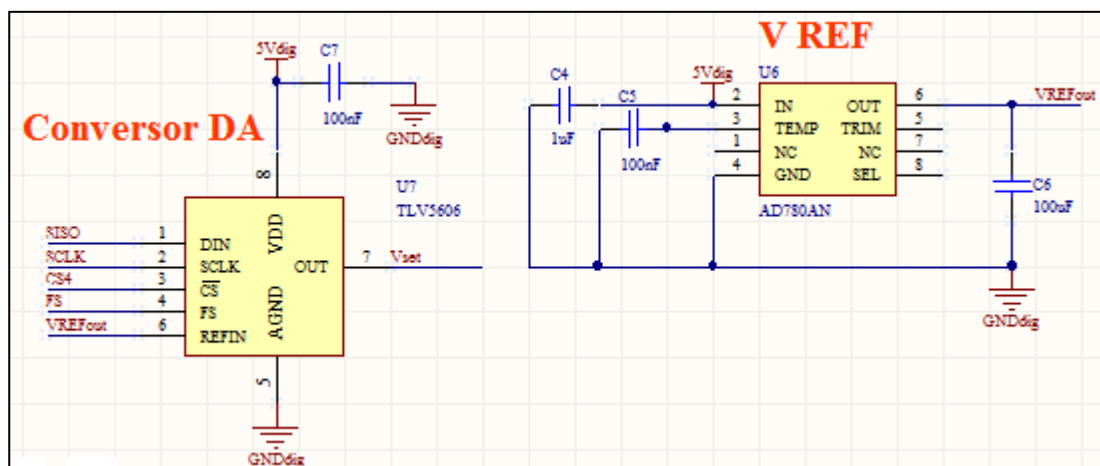 V REF
5Vdig
C7
100nF
GNDdig
Conversor DA
8
U7
TLV5606
SISO
1
DIN
VDD
SCLK
2
SCLK
OUT
7
Vset
CS4
3
CS
FS
4
FS
AGND
VREFout
6
REFIN
5
GNDdig
C4
1uF
C5
100nF
5Vdig
U6
2
IN
OUT
6
VREFout
3
TEMP
TRIM
5
1
NC
NC
7
4
GND
SEL
8
AD780AN
C6
100uF
GNDdig